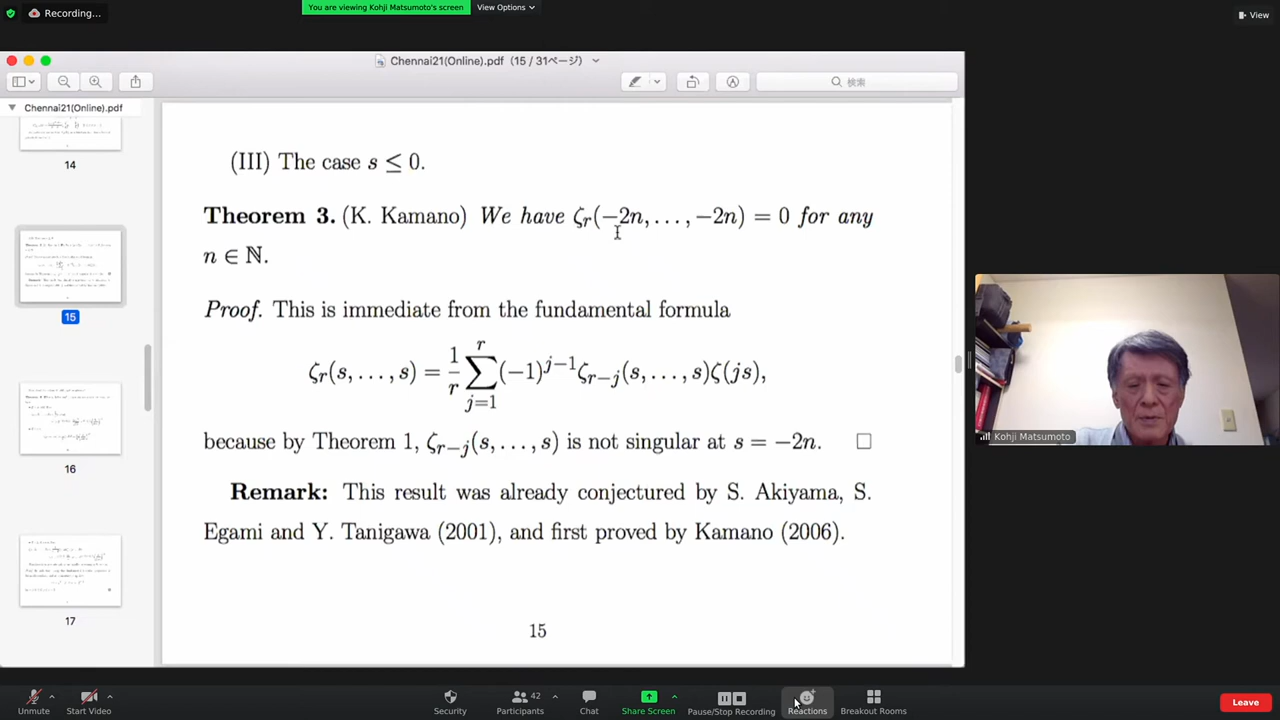 Recording...
You are viewing Kohji Matsumoto's screen
View Options
View
Chennai21(Online).pdf (15 / 31ページ)
検索
Chennai21(Online).pdf
14
15
16
17
(III) The case s ≤ 0.
Theorem 3. (K. Kamano) We have ζ_r(−2n, . . . , −2n) = 0 for any
n ∈ ℕ.
Proof. This is immediate from the fundamental formula
ζ_r(s, . . . , s) = 1/r ∑_{j=1}^{r} (−1)^{j−1} ζ_{r−j}(s, . . . , s)ζ(js),
because by Theorem 1, ζ_{r−j}(s, . . . , s) is not singular at s = −2n. □
Remark: This result was already conjectured by S. Akiyama, S.
Egami and Y. Tanigawa (2001), and first proved by Kamano (2006).
15
Kohji Matsumoto
Unmute
Start Video
Security
42
Participants
Chat
Share Screen
Pause/Stop Recording
Reactions
Breakout Rooms
Leave